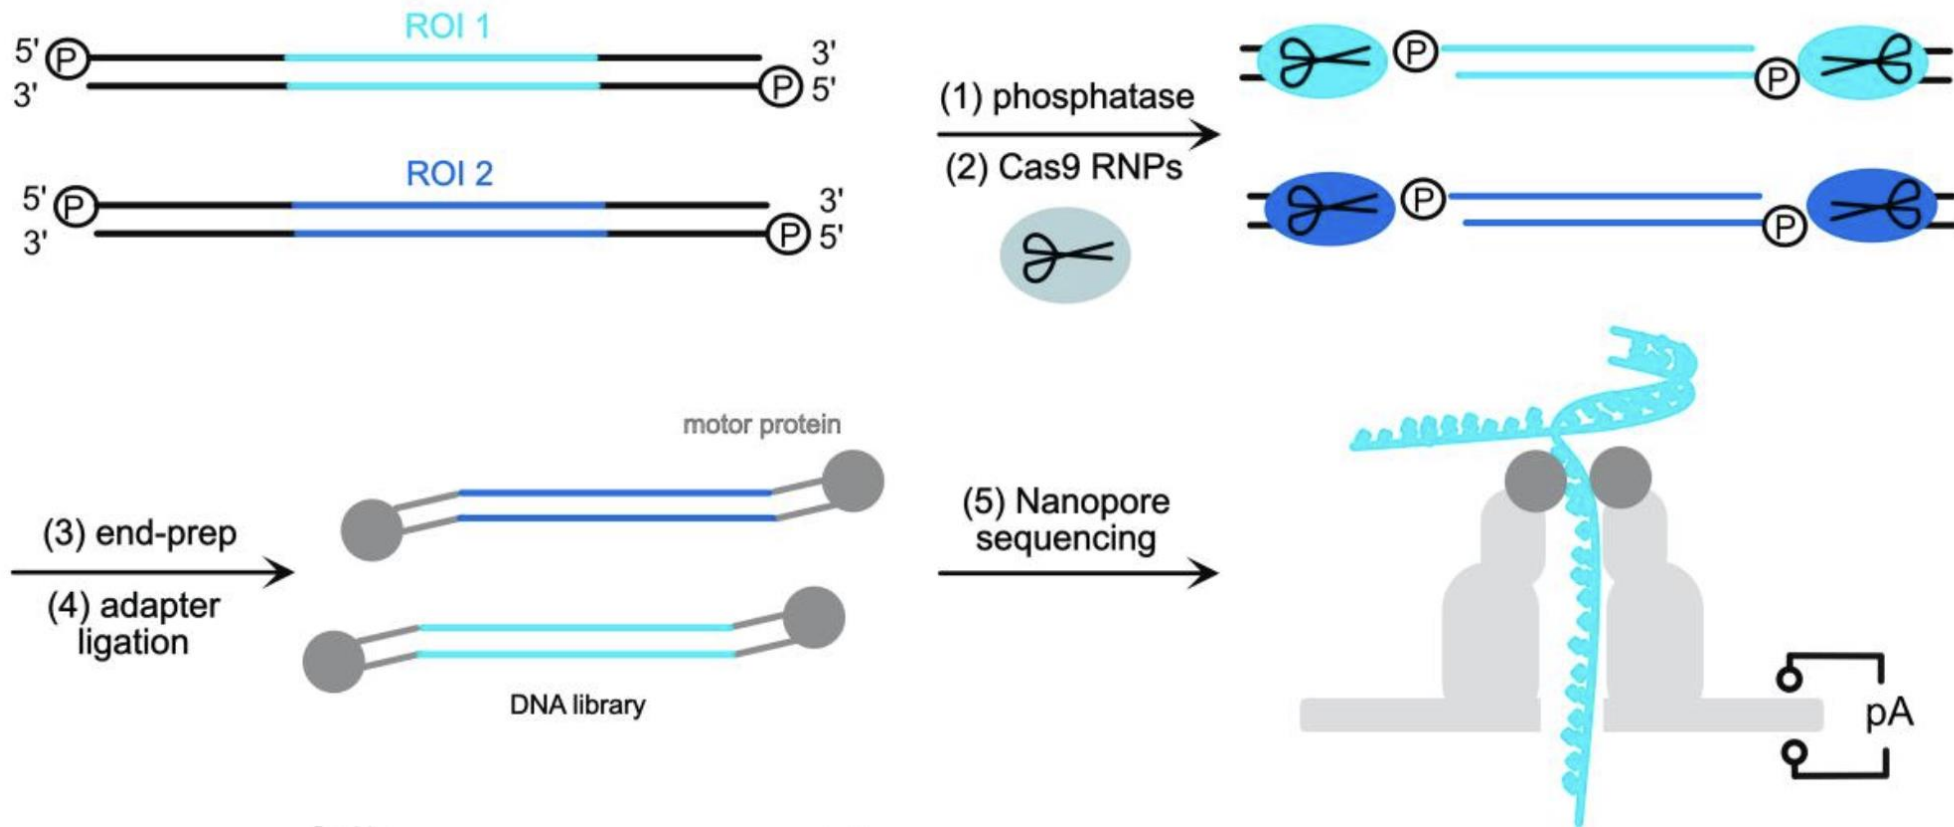 ROI 1
5' P 3'
3' P 5'
ROI 2
5' P 3'
3' P 5'
(1) phosphatase
(2) Cas9 RNPs
P
P
P
P
(3) end-prep
(4) adapter
ligation
motor protein
DNA library
(5) Nanopore
sequencing
pA